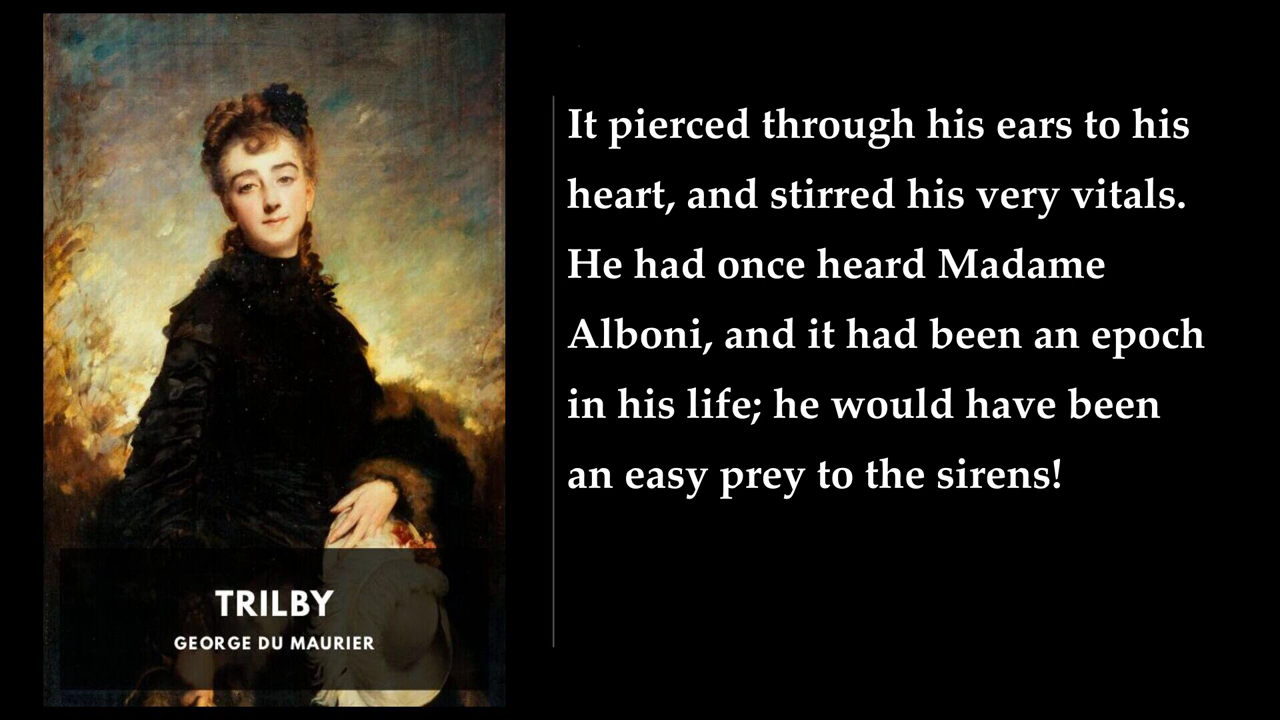 It pierced through his ears to his
heart, and stirred his very vitals.
He had once heard Madame
Alboni, and it had been an epoch
in his life; he would have been
an easy prey to the sirens!
TRILBY
GEORGE DU MAURIER